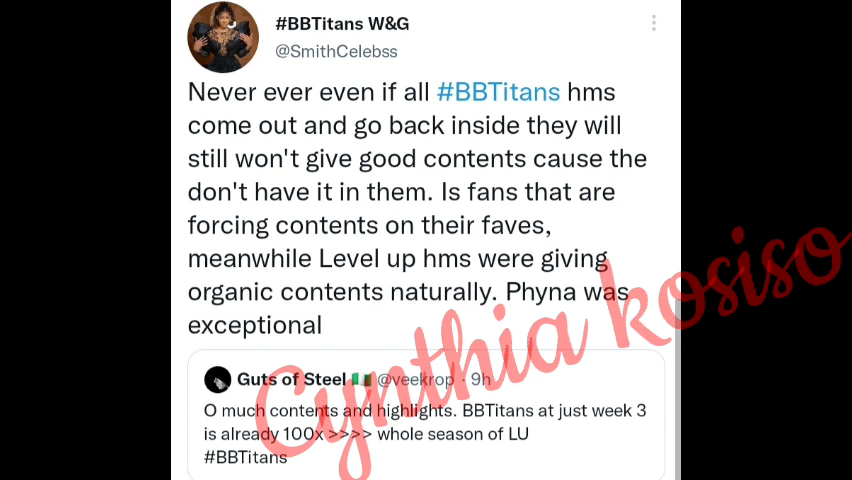 #BBTitans W&G
@SmithCelebss
Never ever even if all #BBTitans hms
come out and go back inside they will
still won't give good contents cause the
don't have it in them. Is fans that are
forcing contents on their faves,
meanwhile Level up hms were giving
organic contents naturally. Phyna was
exceptional
Guts of Steel 🇳🇬 @veekrop · 9h
O much contents and highlights. BBTitans at just week 3
is already 100x >>>> whole season of LU
#BBTitans
Cynthia kosiso